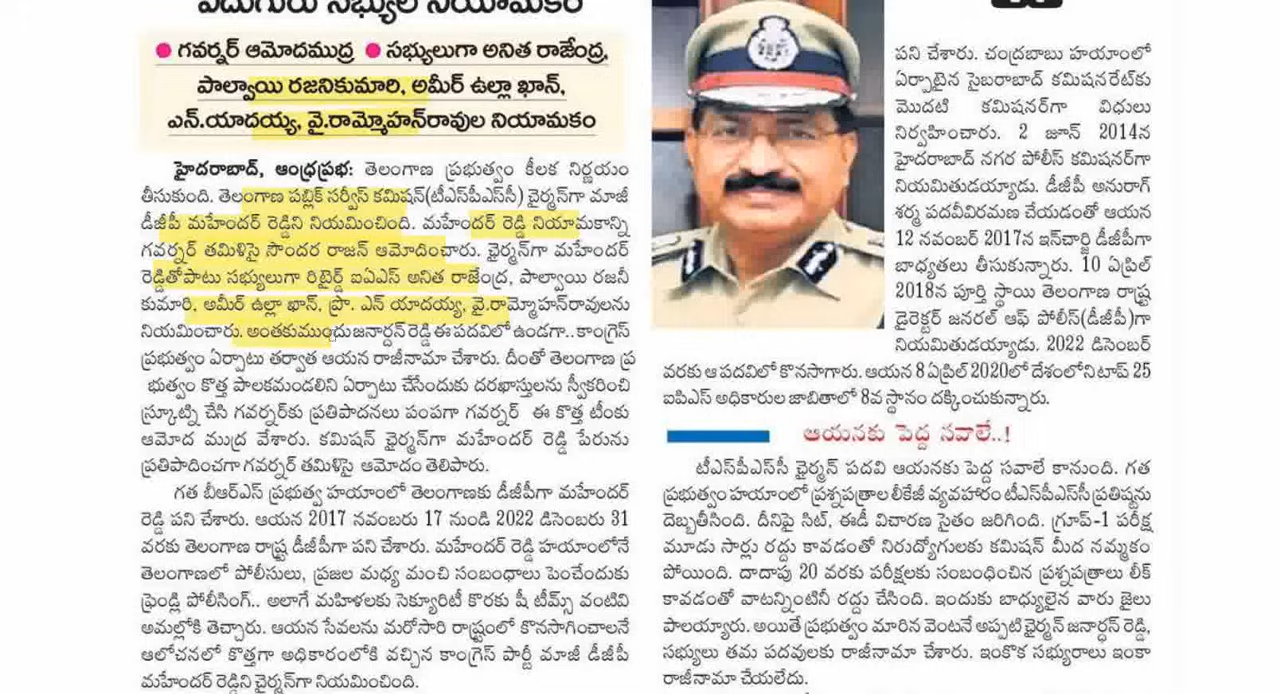 ఐదుగురు సభ్యుల నియామకం
● గవర్నర్ ఆమోదముద్ర ● సభ్యులుగా అనిత రాజేంద్ర,
పాల్వాయి రజనికుమారి, అమీర్ ఉల్లా ఖాన్,
ఎన్.యాదయ్య, వై.రామ్మోహన్‌రావుల నియామకం
హైదరాబాద్, ఆంధ్రప్రభ: తెలంగాణ ప్రభుత్వం కీలక నిర్ణయం
తీసుకుంది. తెలంగాణ పబ్లిక్ సర్వీస్ కమిషన్(టీఎస్‌పీఎస్‌సీ) చైర్మన్‌గా మాజీ
డీజీపీ మహేందర్ రెడ్డిని నియమించింది. మహేందర్ రెడ్డి నియామకాన్ని
గవర్నర్ తమిళిసై సౌందర రాజన్ ఆమోదించారు. ఛైర్మన్‌గా మహేందర్
రెడ్డితోపాటు సభ్యులుగా రిటైర్డ్ ఐఏఎస్ అనిత రాజేంద్ర, పాల్వాయి రజనీ
కుమారి, అమీర్ ఉల్లా ఖాన్, ప్రొ. ఎన్ యాదయ్య, వై.రామ్మోహన్‌రావులను
నియమించారు. అంతకుముందు జనార్దన్ రెడ్డి ఈ పదవిలో ఉండగా.. కాంగ్రెస్
ప్రభుత్వం ఏర్పాటు తర్వాత ఆయన రాజీనామా చేశారు. దీంతో తెలంగాణ ప్ర
భుత్వం కొత్త పాలకమండలిని ఏర్పాటు చేసేందుకు దరఖాస్తులను స్వీకరించి
స్క్రూట్నీ చేసి గవర్నర్‌కు ప్రతిపాదనలు పంపగా గవర్నర్ ఈ కొత్త టీంకు
ఆమోద ముద్ర వేశారు. కమిషన్ ఛైర్మన్‌గా మహేందర్ రెడ్డి పేరును
ప్రతిపాదించగా గవర్నర్ తమిళిసై ఆమోదం తెలిపారు.
గత బీఆర్‌ఎస్ ప్రభుత్వ హయాంలో తెలంగాణకు డీజీపీగా మహేందర్
రెడ్డి పని చేశారు. ఆయన 2017 నవంబరు 17 నుండి 2022 డిసెంబరు 31
వరకు తెలంగాణ రాష్ట్ర డీజీపీగా పని చేశారు. మహేందర్ రెడ్డి హయాంలోనే
తెలంగాణలో పోలీసులు, ప్రజల మధ్య మంచి సంబంధాలు పెంచేందుకు
ఫ్రెండ్లి పోలీసింగ్.. అలాగే మహిళలకు సెక్యూరిటీ కొరకు షీ టీమ్స్ వంటివి
అమల్లోకి తెచ్చారు. ఆయన సేవలను మరోసారి రాష్ట్రంలో కొనసాగించాలనే
ఆలోచనలో కొత్తగా అధికారంలోకి వచ్చిన కాంగ్రెస్ పార్టీ మాజీ డీజీపీ
మహేందర్ రెడ్డిని చైర్మన్‌గా నియమించింది.
పని చేశారు. చంద్రబాబు హయాంలో
ఏర్పాటైన సైబరాబాద్ కమిషనరేట్‌కు
మొదటి కమిషనర్‌గా విధులు
నిర్వహించారు. 2 జూన్ 2014న
హైదరాబాద్ నగర పోలీస్ కమిషనర్‌గా
నియమితుడయ్యాడు. డీజీపీ అనురాగ్
శర్మ పదవీవిరమణ చేయడంతో ఆయన
12 నవంబర్ 2017న ఇన్‌చార్జి డీజీపీగా
బాధ్యతలు తీసుకున్నారు. 10 ఏప్రిల్
2018న పూర్తి స్థాయి తెలంగాణ రాష్ట్ర
డైరెక్టర్ జనరల్ ఆఫ్ పోలీస్(డీజీపీ)గా
నియమితుడయ్యాడు. 2022 డిసెంబర్
వరకు ఆ పదవిలో కొనసాగారు. ఆయన 8 ఏప్రిల్ 2020లో దేశంలోని టాప్ 25
ఐపిఎస్ అధికారుల జాబితాలో 8వ స్థానం దక్కించుకున్నారు.
ఆయనకు పెద్ద సవాలే..!
టీఎస్‌పీఎస్‌సీ ఛైర్మన్ పదవి ఆయనకు పెద్ద సవాలే కానుంది. గత
ప్రభుత్వం హయాంలో ప్రశ్నపత్రాల లీకేజీ వ్యవహారం టీఎస్‌పీఎస్‌సీ ప్రతిష్టను
దెబ్బతీసింది. దీనిపై సిట్, ఈడీ విచారణ సైతం జరిగింది. గ్రూప్-1 పరీక్ష
మూడు సార్లు రద్దు కావడంతో నిరుద్యోగులకు కమిషన్ మీద నమ్మకం
పోయింది. దాదాపు 20 వరకు పరీక్షలకు సంబంధించిన ప్రశ్నపత్రాలు లీక్
కావడంతో వాటన్నింటినీ రద్దు చేసింది. ఇందుకు బాధ్యులైన వారు జైలు
పాలయ్యారు. అయితే ప్రభుత్వం మారిన వెంటనే అప్పటి ఛైర్మన్ జనార్ధన్ రెడ్డి,
సభ్యులు తమ పదవులకు రాజీనామా చేశారు. ఇంకొక సభ్యురాలు ఇంకా
రాజీనామా చేయలేదు.